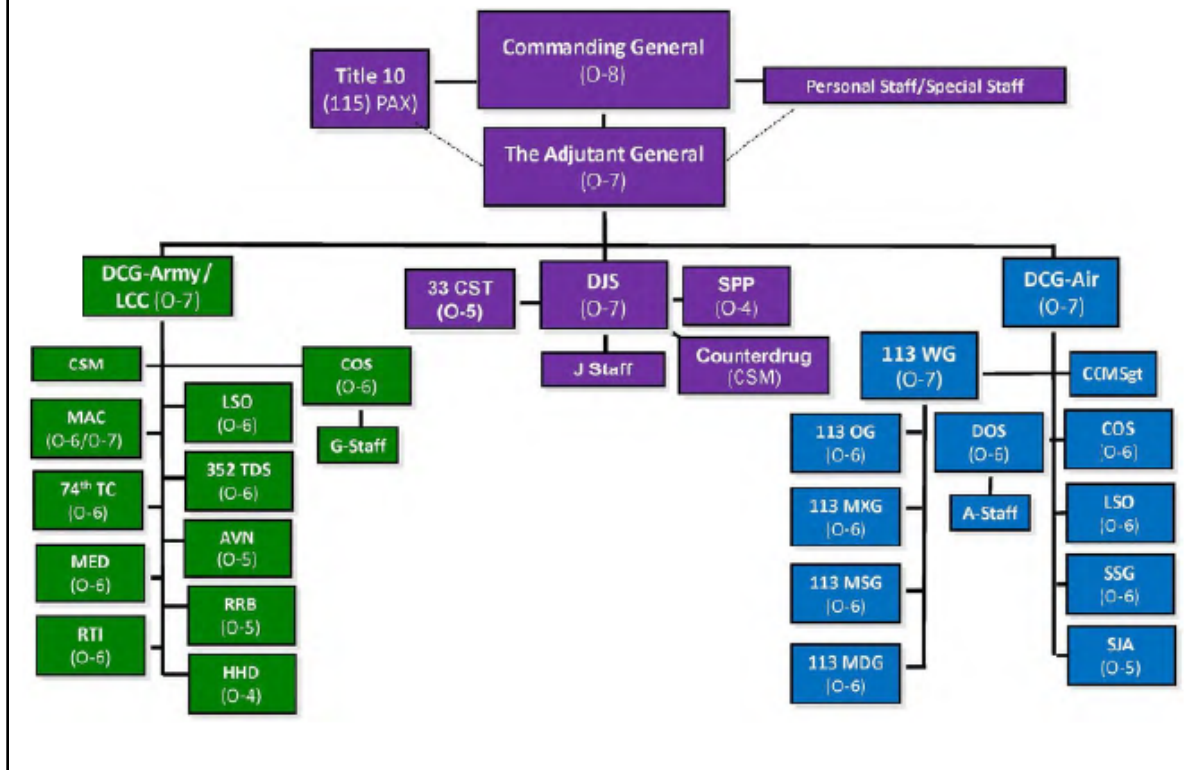 Commanding General
(O-8)
Title 10
(115) PAX)
Personal Staff/Special Staff
The Adjutant General
(O-7)
DCG-Army /
LCC (O-7)
33 CST
(O-5)
DJS
(O-7)
SPP
(O-4)
DCG-Air
(O-7)
J Staff
Counterdrug
(CSM)
CSM
COS
(O-6)
G-Staff
MAC
(O-6/O-7)
LSO
(O-6)
74th TC
(O-6)
352 TDS
(O-6)
MED
(O-6)
AVN
(O-5)
RTI
(O-6)
RRB
(O-5)
HHD
(O-4)
113 WG
(O-7)
CCMSgt
113 OG
(O-6)
DOS
(O-6)
A-Staff
COS
(O-6)
113 MXG
(O-6)
LSO
(O-6)
113 MSG
(O-6)
SSG
(O-6)
113 MDG
(O-6)
SJA
(O-5)